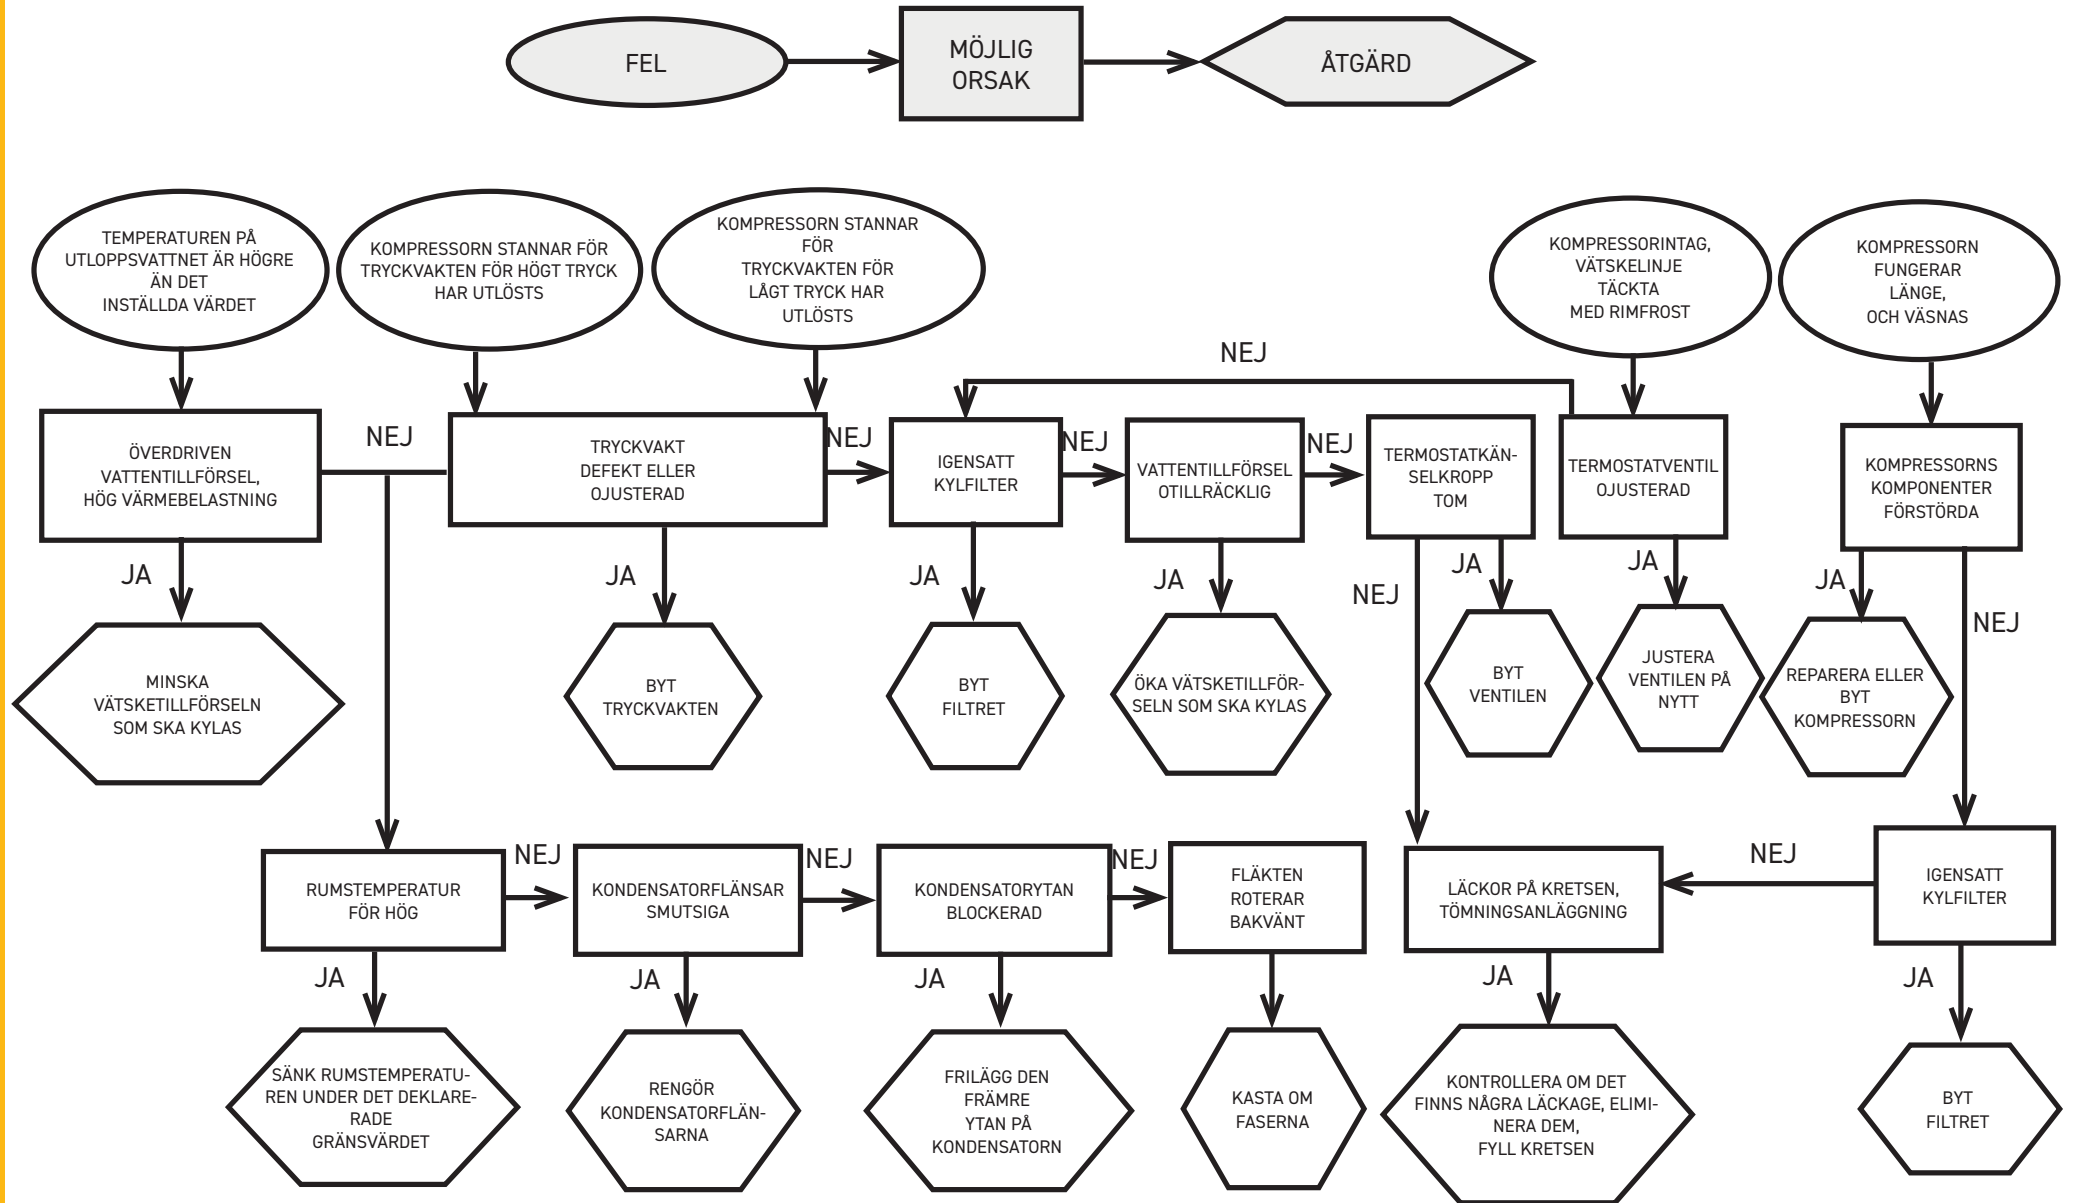 FEL
MÖJLIG
ORSAK
ÅTGÄRD
TEMPERATUREN PÅ
UTLOPPSVATTNET ÄR HÖGRE
ÄN DET
INSTÄLLDA VÄRDET
KOMPRESSORN STANNAR FÖR
TRYCKVAKTEN FÖR HÖGT TRYCK
HAR UTLÖSTS
KOMPRESSORN STANNAR
FÖR
TRYCKVAKTEN FÖR
LÅGT TRYCK HAR
UTLÖSTS
KOMPRESSORINTAG,
VÄTSKELINJE
TÄCKTA
MED RIMFROST
KOMPRESSORN
FUNGERAR
LÄNGE,
OCH VÄSNAS
NEJ
ÖVERDRIVEN
VATTENTILLFÖRSEL,
HÖG VÄRMEBELASTNING
NEJ
TRYCKVAKT
DEFEKT ELLER
OJUSTERAD
NEJ
IGENSATT
KYLFILTER
NEJ
VATTENTILLFÖRSEL
OTILLRÄCKLIG
NEJ
TERMOSTATKÄN-
SELKROPP
TOM
TERMOSTATVENTIL
OJUSTERAD
KOMPRESSORNS
KOMPONENTER
FÖRSTÖRDA
JA
JA
JA
JA
NEJ
JA
JA
JA
NEJ
MINSKA
VÄTSKETILLFÖRSELN
SOM SKA KYLAS
BYT
TRYCKVAKTEN
BYT
FILTRET
ÖKA VÄTSKETILLFÖR-
SELN SOM SKA KYLAS
BYT
VENTILEN
JUSTERA
VENTILEN PÅ
NYTT
REPARERA ELLER
BYT
KOMPRESSORN
RUMSTEMPERATUR
FÖR HÖG
NEJ
KONDENSATORFLÄNSAR
SMUTSIGA
NEJ
KONDENSATORYTAN
BLOCKERAD
NEJ
FLÄKTEN
ROTERAR
BAKVÄNT
LÄCKOR PÅ KRETSEN,
TÖMNINGSANLÄGGNING
NEJ
IGENSATT
KYLFILTER
JA
JA
JA
JA
JA
SÄNK RUMSTEMPERATU-
REN UNDER DET DEKLARE-
RADE
GRÄNSVÄRDET
RENGÖR
KONDENSATORFLÄN-
SARNA
FRILÄGG DEN
FRÄMRE
YTAN PÅ
KONDENSATORN
KASTA OM
FASERNA
KONTROLLERA OM DET
FINNS NÅGRA LÄCKAGE, ELIMI-
NERA DEM,
FYLL KRETSEN
BYT
FILTRET